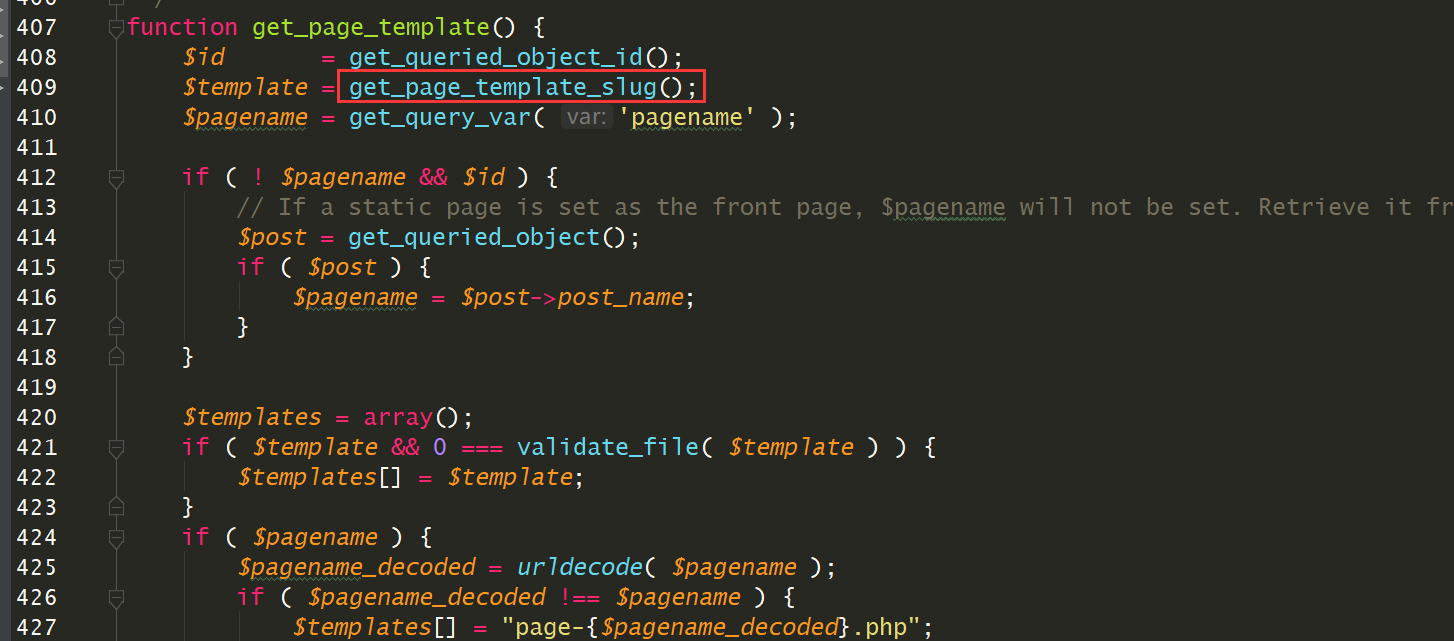 407 function get_page_template() {
408 $id = get_queried_object_id();
409 $template = get_page_template_slug();
410 $pagename = get_query_var( var: 'pagename' );
411
412 if ( ! $pagename && $id ) {
413 // If a static page is set as the front page, $pagename will not be set. Retrieve it fr
414 $post = get_queried_object();
415 if ( $post ) {
416 $pagename = $post->post_name;
417 }
418 }
419
420 $templates = array();
421 if ( $template && 0 === validate_file( $template ) ) {
422 $templates[] = $template;
423 }
424 if ( $pagename ) {
425 $pagename_decoded = urldecode( $pagename );
426 if ( $pagename_decoded !== $pagename ) {
427 $templates[] = "page-{$pagename_decoded}.php";